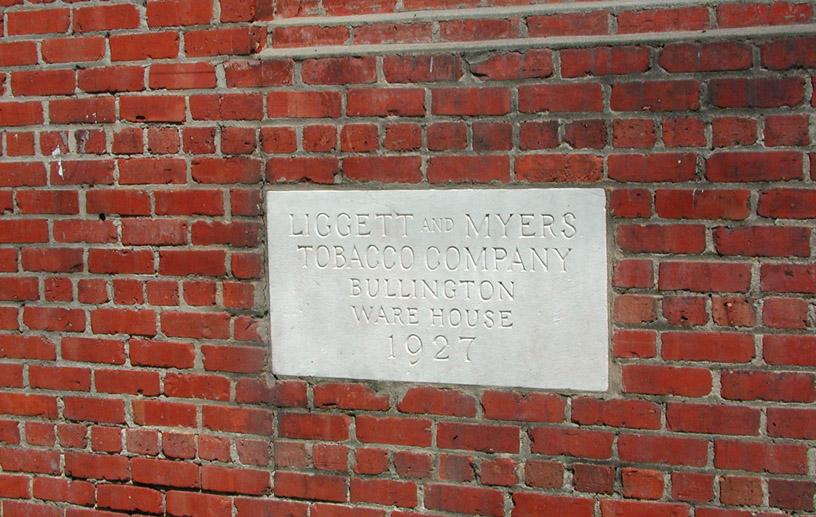 LIGGETT AND MYERS
TOBACCO COMPANY
BULLINGTON
WARE HOUSE
1927